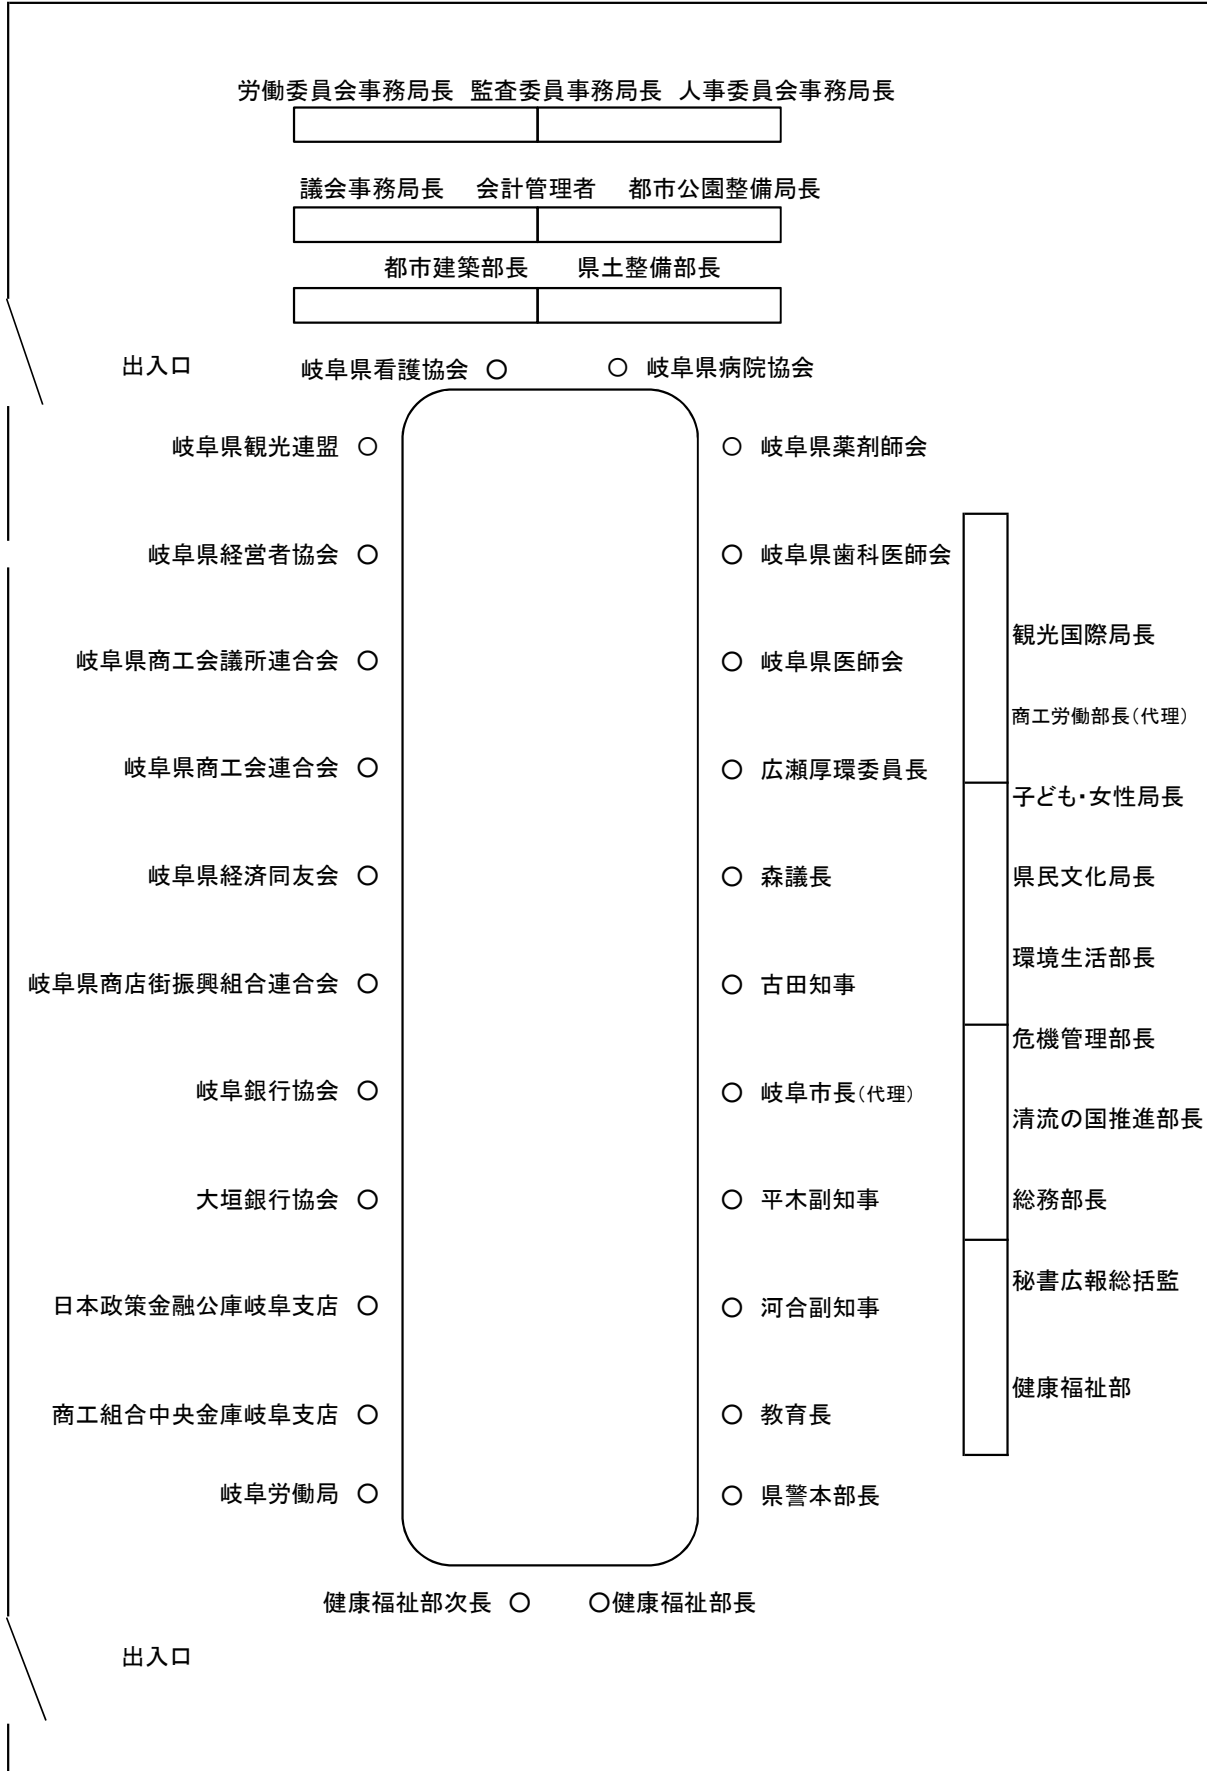 労働委員会事務局長 監査委員事務局長 人事委員会事務局長
議会事務局長 会計管理者 都市公園整備局長
都市建築部長 県土整備部長
出入口
岐阜県看護協会 ○ ○ 岐阜県病院協会
岐阜県観光連盟 ○ ○ 岐阜県薬剤師会
岐阜県経営者協会 ○ ○ 岐阜県歯科医師会
観光国際局長
岐阜県商工会議所連合会 ○ ○ 岐阜県医師会
商工労働部長(代理)
岐阜県商工会連合会 ○ ○ 広瀬厚環委員長
子ども・女性局長
岐阜県経済同友会 ○ ○ 森議長
県民文化局長
環境生活部長
岐阜県商店街振興組合連合会 ○ ○ 古田知事
危機管理部長
岐阜銀行協会 ○ ○ 岐阜市長(代理)
清流の国推進部長
大垣銀行協会 ○ ○ 平木副知事
総務部長
秘書広報総括監
日本政策金融公庫岐阜支店 ○ ○ 河合副知事
健康福祉部
商工組合中央金庫岐阜支店 ○ ○ 教育長
岐阜労働局 ○ ○ 県警本部長
健康福祉部次長 ○ ○健康福祉部長
出入口